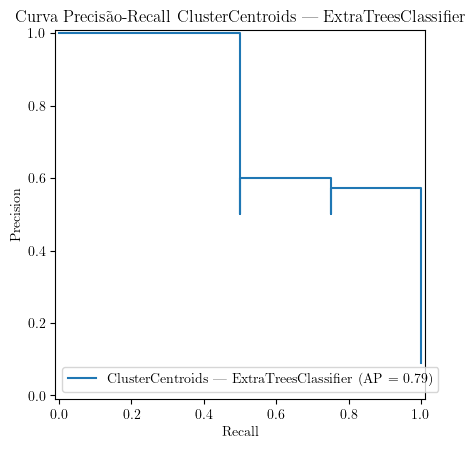 Curva Precisão-Recall ClusterCentroids — ExtraTreesClassifier
1.0
0.8
0.6
0.4
0.2
0.0
Precision
ClusterCentroids — ExtraTreesClassifier (AP = 0.79)
0.0 0.2 0.4 0.6 0.8 1.0
Recall